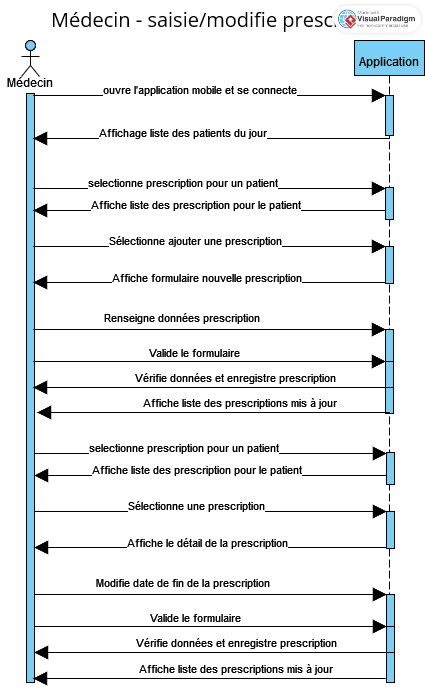 Médecin - saisie/modifie presc
Made with
Visual Paradigm
For non-commercial use
Médecin
Application
ouvre l'application mobile et se connecte
Affichage liste des patients du jour
selectionne prescription pour un patient
Affiche liste des prescription pour le patient
Sélectionne ajouter une prescription
Affiche formulaire nouvelle prescription
Renseigne données prescription
Valide le formulaire
Vérifie données et enregistre prescription
Affiche liste des prescriptions mis à jour
selectionne prescription pour un patient
Affiche liste des prescription pour le patient
Sélectionne une prescription
Affiche le détail de la prescription
Modifie date de fin de la prescription
Valide le formulaire
Vérifie données et enregistre prescription
Affiche liste des prescriptions mis à jour